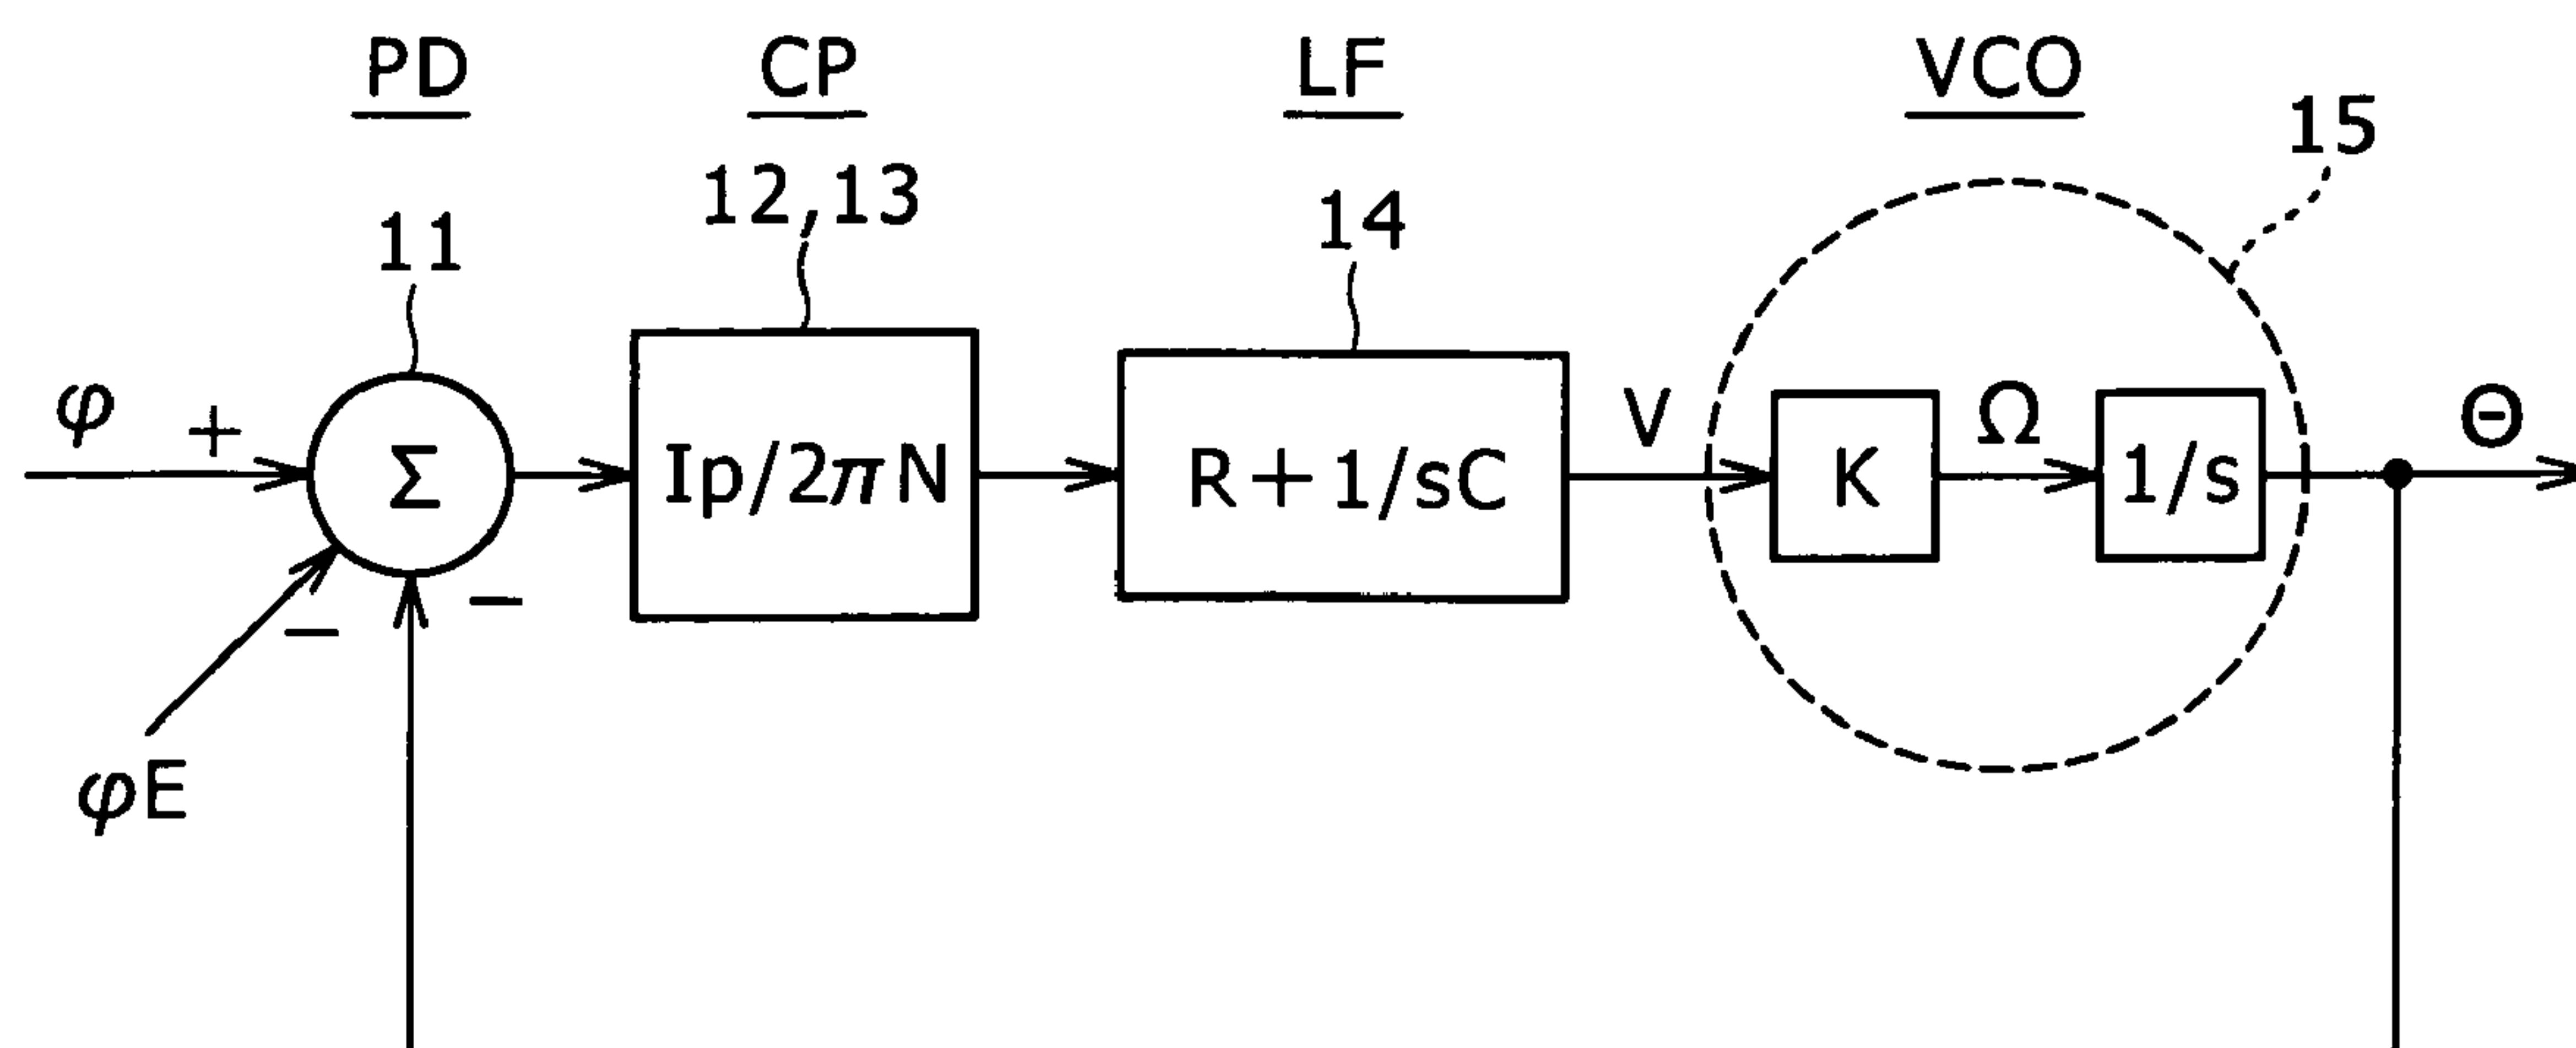 PD
CP
LF
VCO
11
12,13
14
15
φ
+
Σ
Ip/2πN
R+1/sC
V
K
Ω
1/s
Θ
−
−
φE